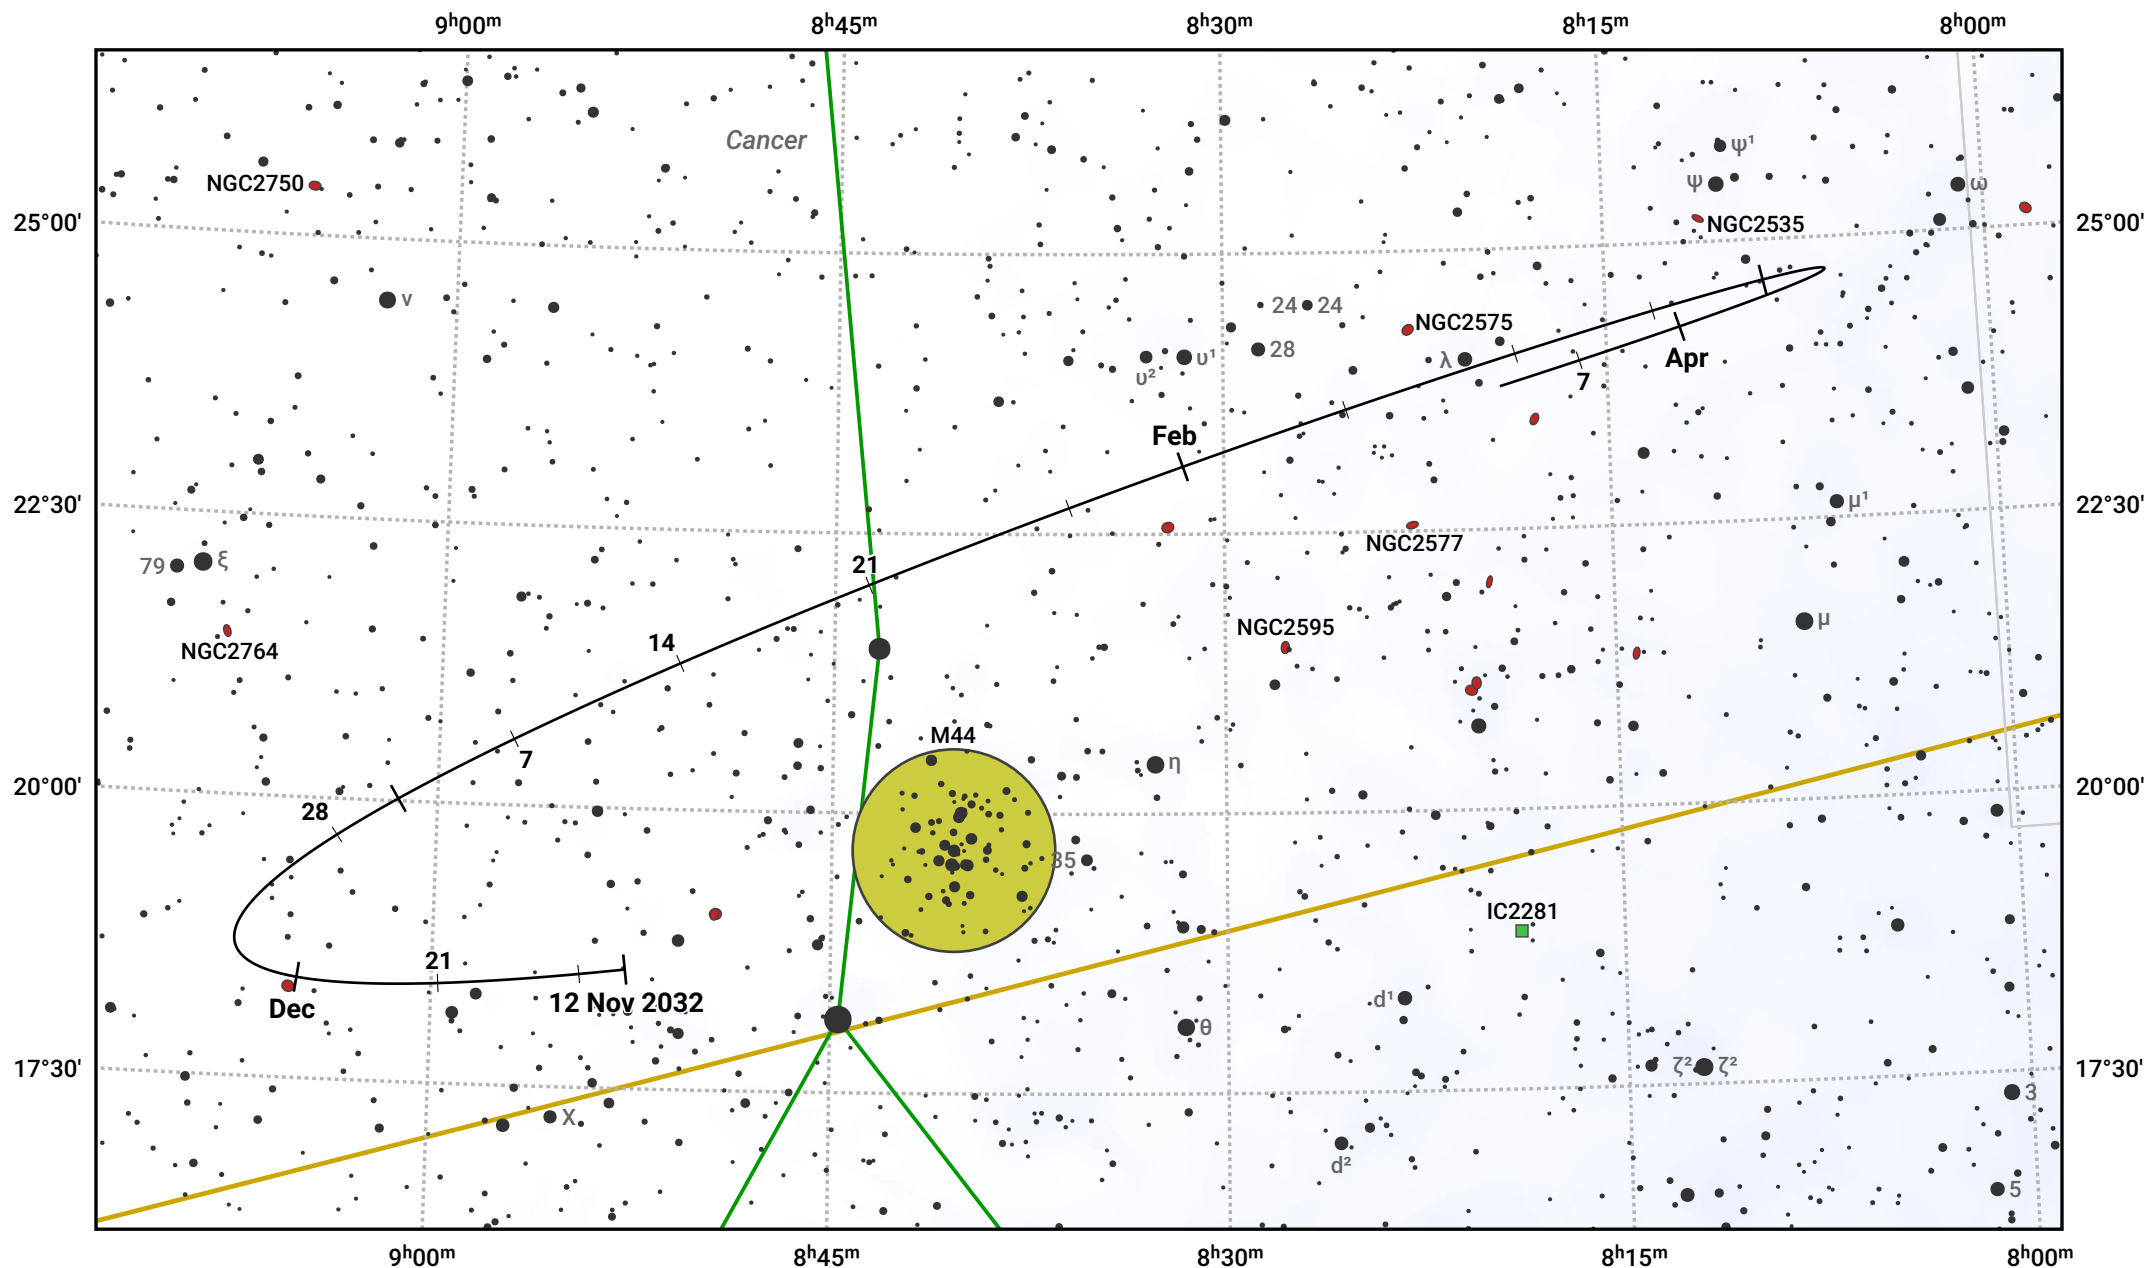 9ʰ00ᵐ 8ʰ45ᵐ 8ʰ30ᵐ 8ʰ15ᵐ 8ʰ00ᵐ
Cancer
ψ¹
NGC2750 ψ ω
25°00' NGC2535 25°00'
ν 24 24
NGC2575
υ¹ 28 λ Apr
υ² 7
Feb
22°30' μ¹ 22°30'
NGC2577
79 ξ 21
μ
NGC2595
14
NGC2764
M44
7 η
20°00' 20°00'
28
35
IC2281
21
12 Nov 2032 d¹
Dec θ
17°30' ζ² ζ² 17°30'
3
χ
d²
5
9ʰ00ᵐ 8ʰ45ᵐ 8ʰ30ᵐ 8ʰ15ᵐ 8ʰ00ᵐ